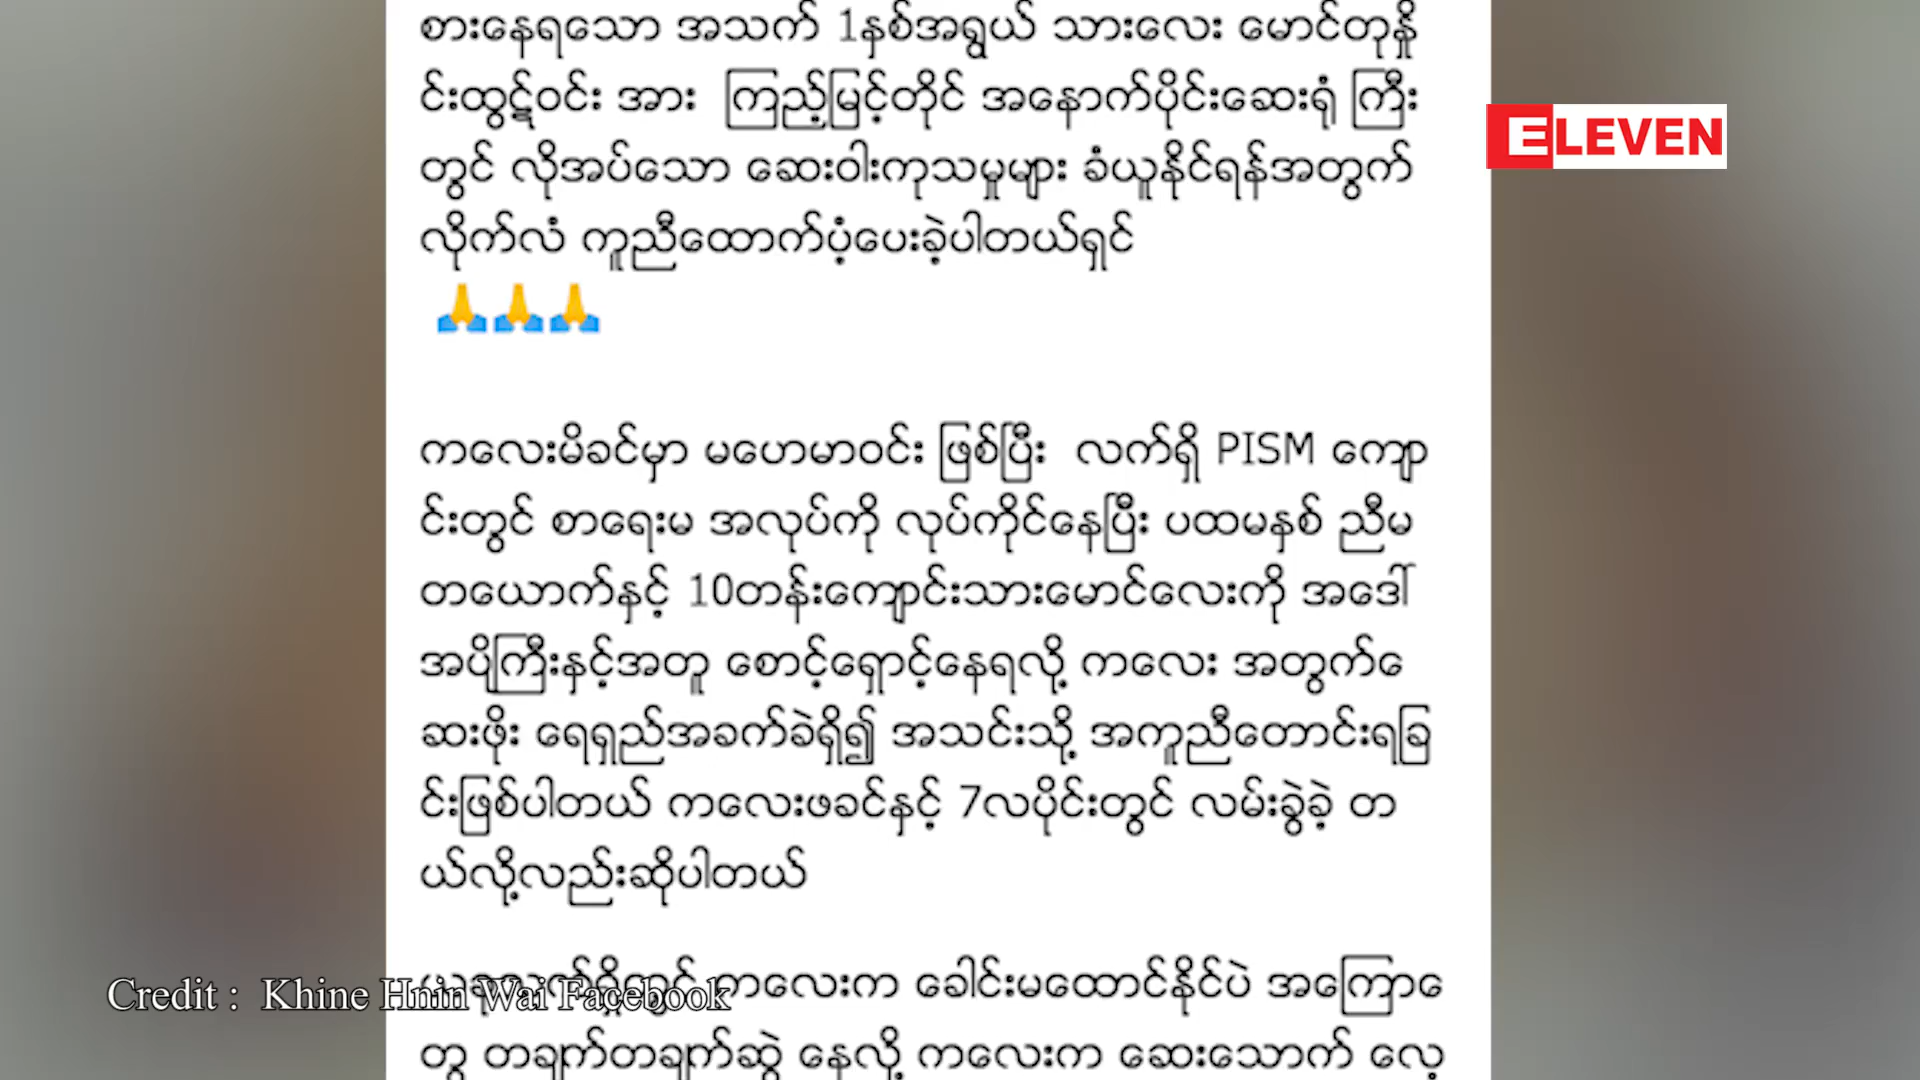 စားနေရသော အသက် 1နှစ်အရွယ် သားလေး မောင်တုနှို
င်းထွဋ်ဝင်း အား ကြည့်မြင့်တိုင် အနောက်ပိုင်းဆေးရုံ ကြီး
တွင် လိုအပ်သော ဆေးဝါးကုသမှုများ ခံယူနိုင်ရန်အတွက်
လိုက်လံ ကူညီထောက်ပံ့ပေးခဲ့ပါတယ်ရှင်
🙏🙏🙏
ကလေးမိခင်မှာ မဟေမာဝင်း ဖြစ်ပြီး လက်ရှိ PISM ကျော
င်းတွင် စာရေးမ အလုပ်ကို လုပ်ကိုင်နေပြီး ပထမနှစ် ညီမ
တယောက်နှင့် 10တန်းကျောင်းသားမောင်လေးကို အဒေါ်
အပျိုကြီးနှင့်အတူ စောင့်ရှောင့်နေရလို့ ကလေး အတွက်ေ
ဆးဖိုး ရေရှည်အခက်ခဲရှိ၍ အသင်းသို့ အကူညီတောင်းရခြ
င်းဖြစ်ပါတယ် ကလေးဖခင်နှင့် 7လပိုင်းတွင် လမ်းခွဲခဲ့ တ
ယ်လို့လည်းဆိုပါတယ်
ကလေးက ခေါင်းမထောင်နိုင်ပဲ အကြောေ
တွ တချက်တချက်ဆွဲ နေလို့ ကလေးက ဆေးသောက် လေ့
ELEVEN
Credit : Khine Hnin Wai Facebook